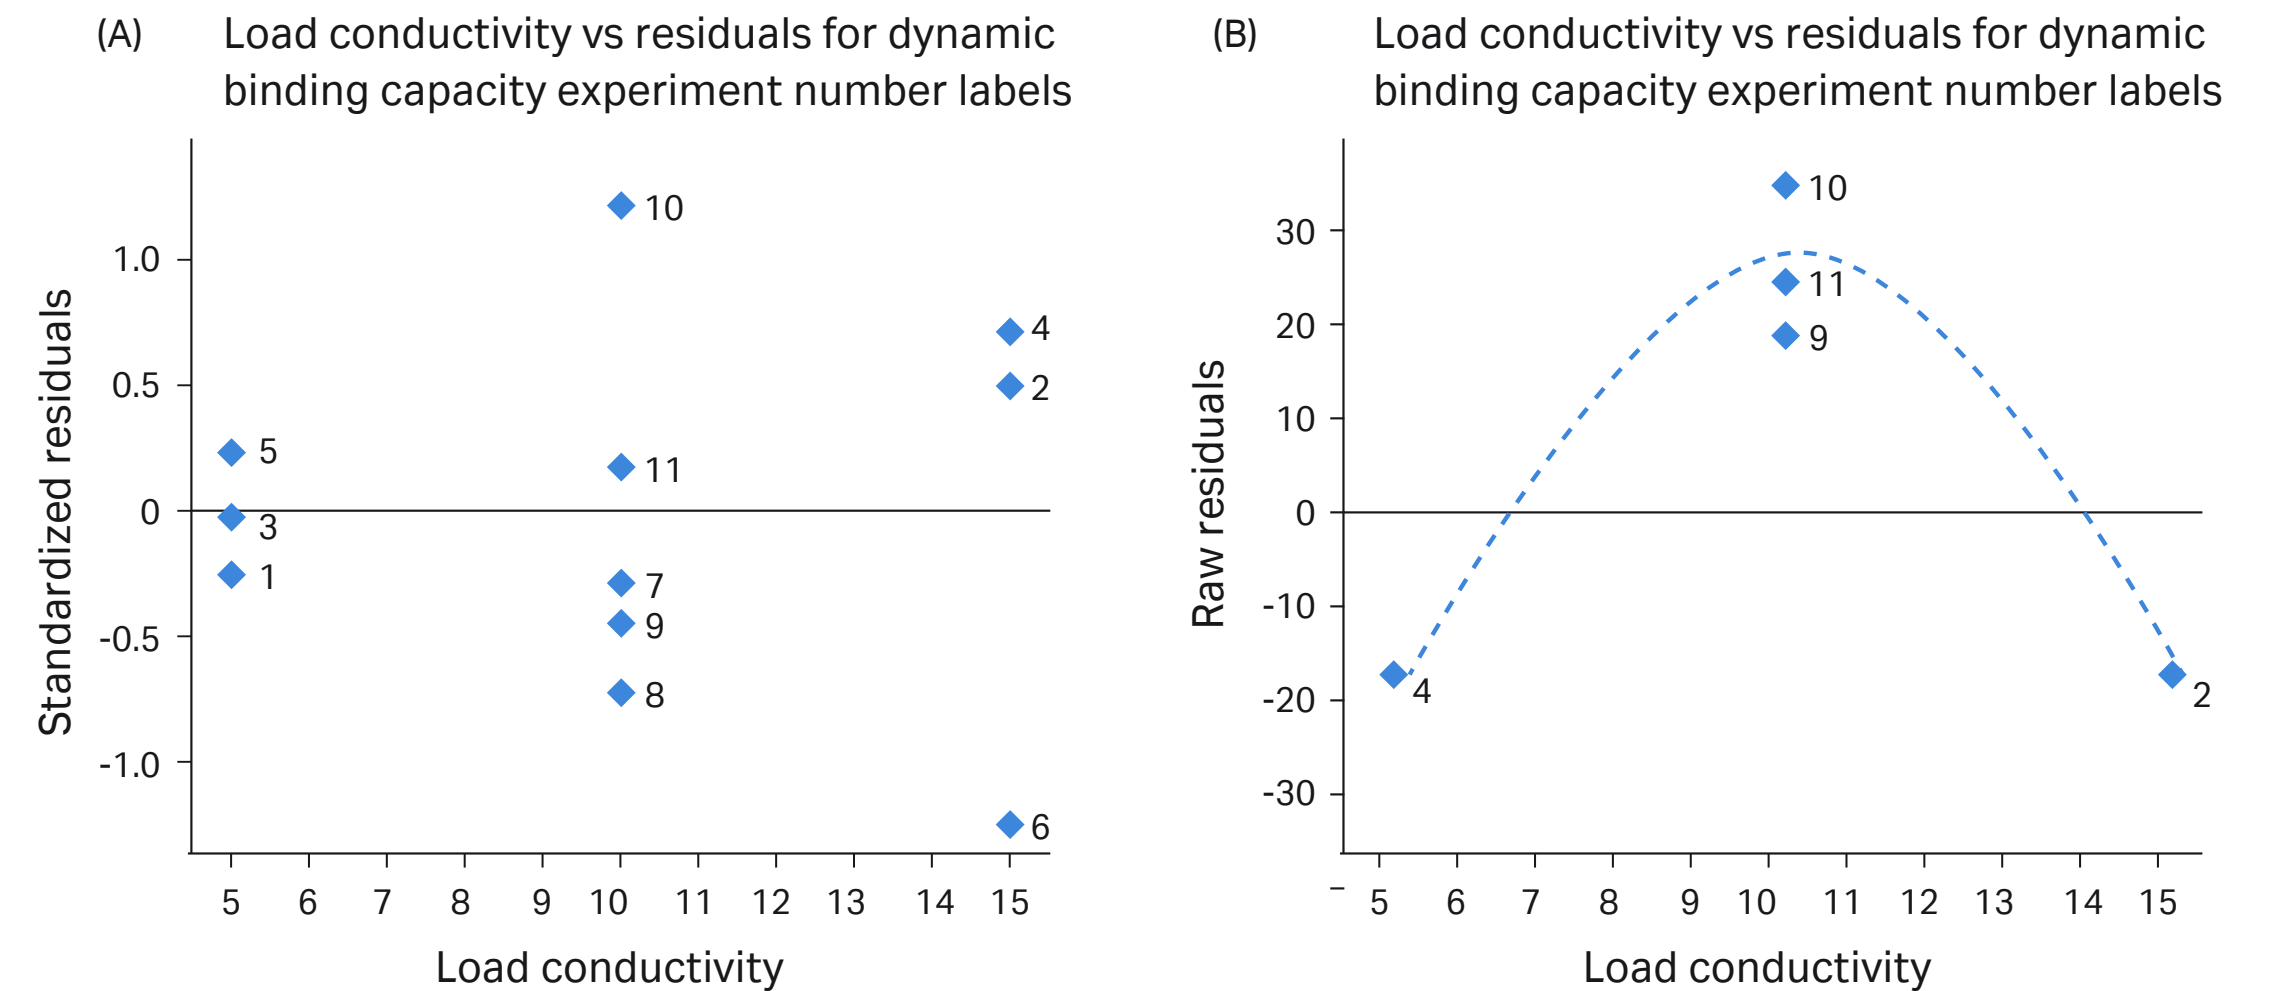 (A)
Load conductivity vs residuals for dynamic
binding capacity experiment number labels
Standardized residuals
1.0
0.5
0
-0.5
-1.0
10
4
2
5
11
3
1
7
9
8
6
5 6 7 8 9 10 11 12 13 14 15
Load conductivity
(B)
Load conductivity vs residuals for dynamic
binding capacity experiment number labels
Raw residuals
30
20
10
0
-10
-20
-30
10
11
9
4
2
– 5 6 7 8 9 10 11 12 13 14 15
Load conductivity